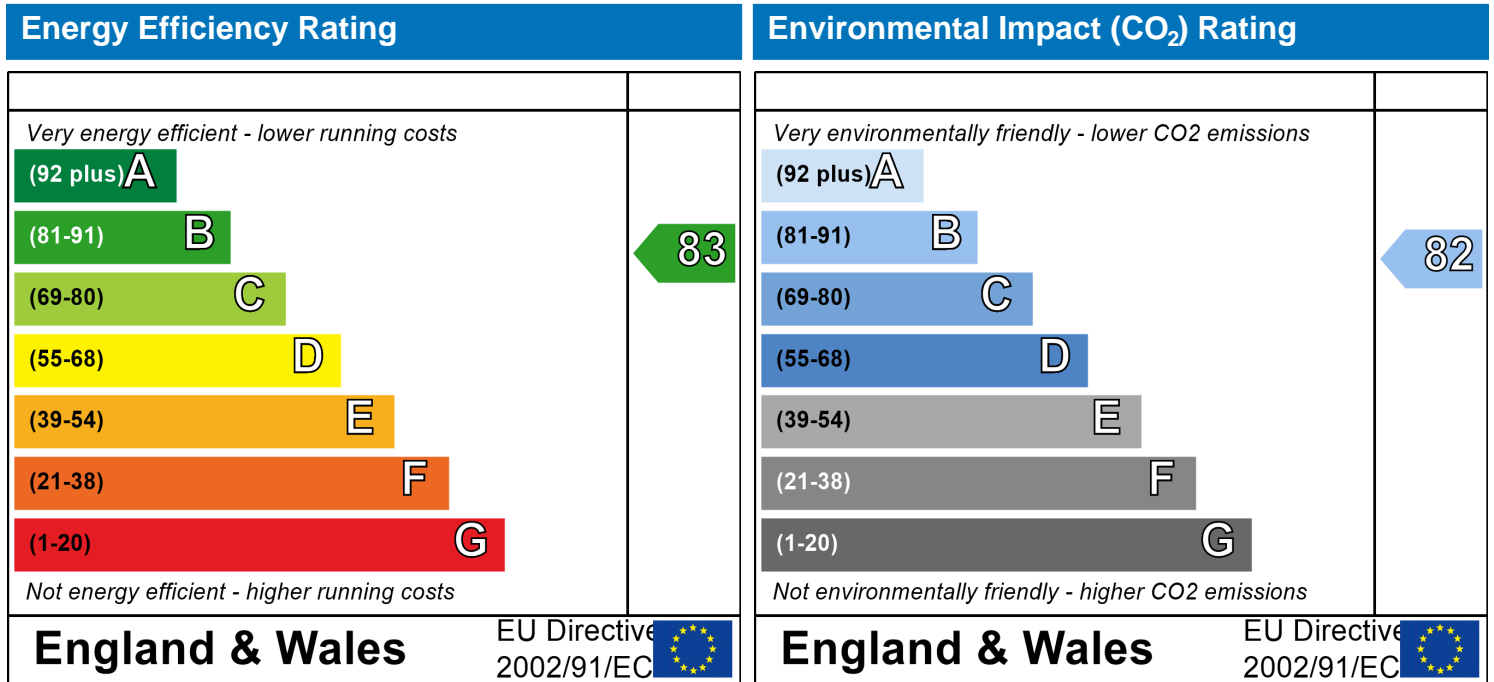 Energy Efficiency Rating
Very energy efficient - lower running costs
(92 plus) A
(81-91) B
83
(69-80) C
(55-68) D
(39-54) E
(21-38) F
(1-20) G
Not energy efficient - higher running costs
England & Wales
EU Directive
2002/91/EC
Environmental Impact (CO2) Rating
Very environmentally friendly - lower CO2 emissions
(92 plus) A
(81-91) B
82
(69-80) C
(55-68) D
(39-54) E
(21-38) F
(1-20) G
Not environmentally friendly - higher CO2 emissions
England & Wales
EU Directive
2002/91/EC